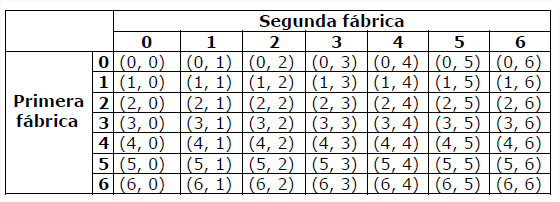 Segunda fábrica
0 1 2 3 4 5 6
Primera fábrica
0 (0, 0) (0, 1) (0, 2) (0, 3) (0, 4) (0, 5) (0, 6)
1 (1, 0) (1, 1) (1, 2) (1, 3) (1, 4) (1, 5) (1, 6)
2 (2, 0) (2, 1) (2, 2) (2, 3) (2, 4) (2, 5) (2, 6)
3 (3, 0) (3, 1) (3, 2) (3, 3) (3, 4) (3, 5) (3, 6)
4 (4, 0) (4, 1) (4, 2) (4, 3) (4, 4) (4, 5) (4, 6)
5 (5, 0) (5, 1) (5, 2) (5, 3) (5, 4) (5, 5) (5, 6)
6 (6, 0) (6, 1) (6, 2) (6, 3) (6, 4) (6, 5) (6, 6)